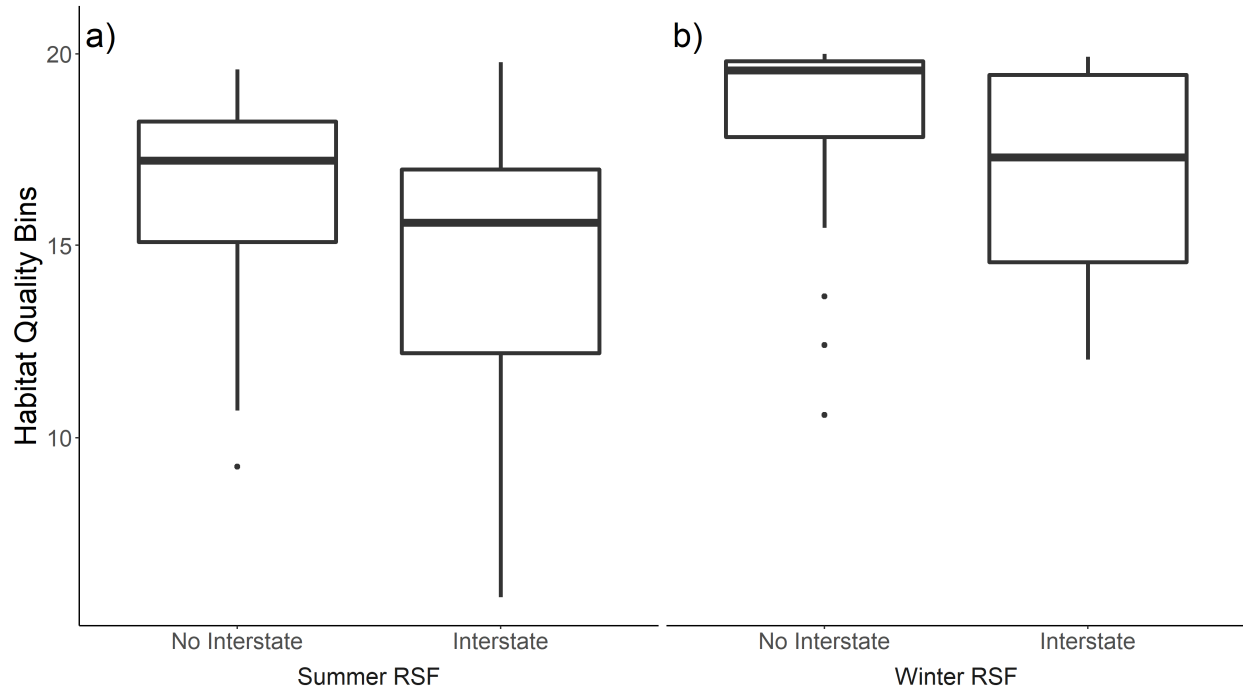 a)
b)
20
15
10
Habitat Quality Bins
No Interstate Interstate
No Interstate Interstate
Summer RSF
Winter RSF